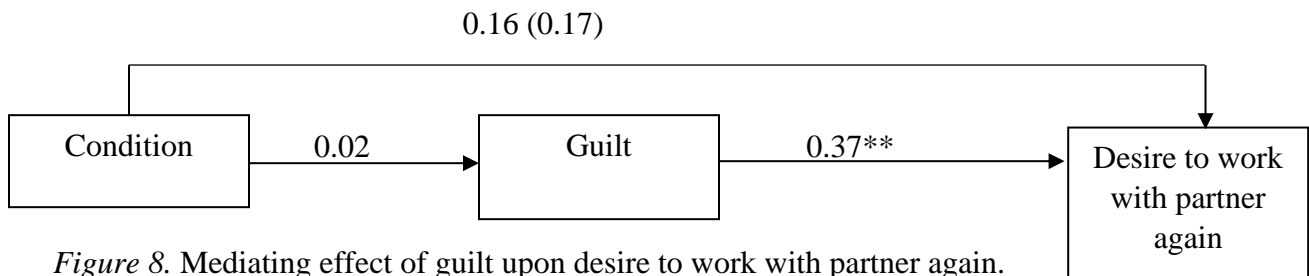 0.16 (0.17)
Condition
0.02
Guilt
0.37**
Desire to work
with partner
again
Figure 8. Mediating effect of guilt upon desire to work with partner again.